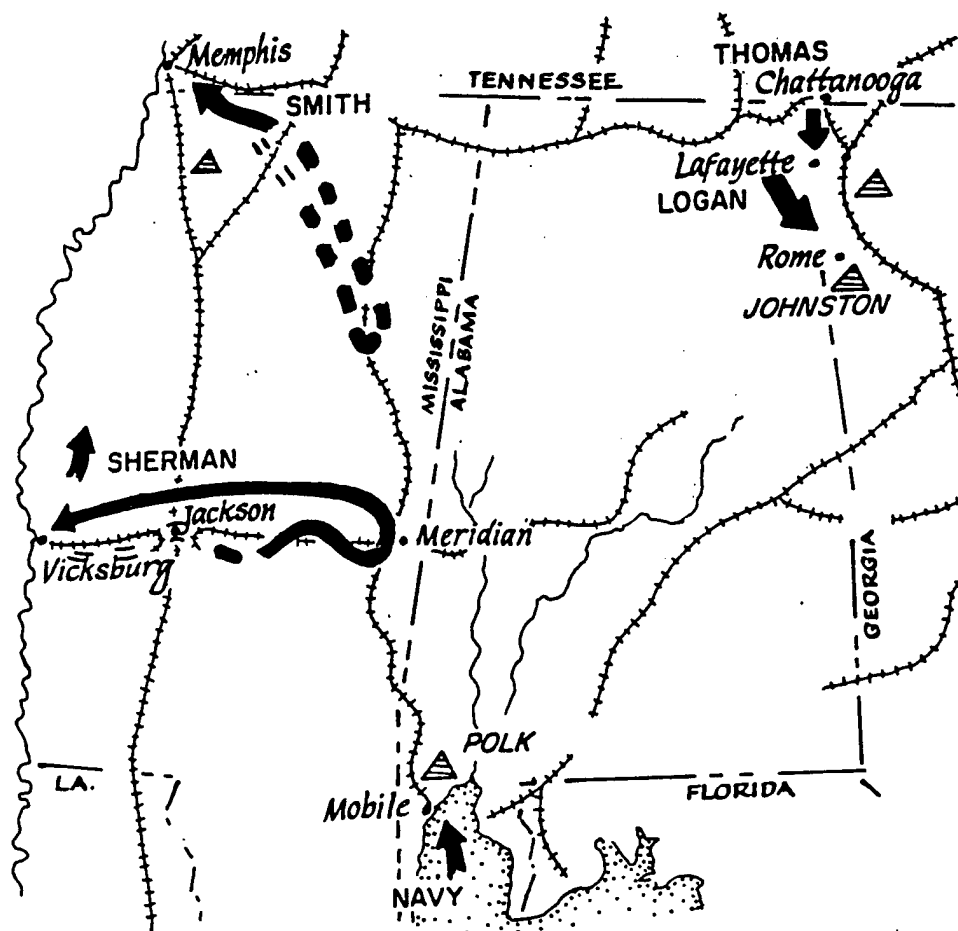 Memphis
THOMAS
TENNESSEE
Chattanooga
SMITH
Lafayette
LOGAN
Rome
JOHNSTON
MISSISSIPPI
ALABAMA
SHERMAN
Jackson
Meridian
Vicksburg
GEORGIA
POLK
LA.
FLORIDA
Mobile
NAVY